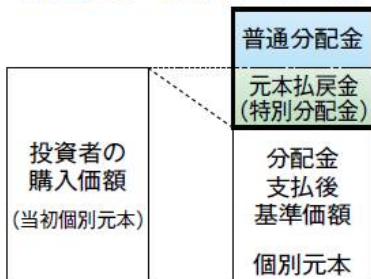 普通分配金
元本払戻金
(特別分配金)
投資者の
購入価額
(当初個別元本)
分配金
支払後
基準価額
個別元本